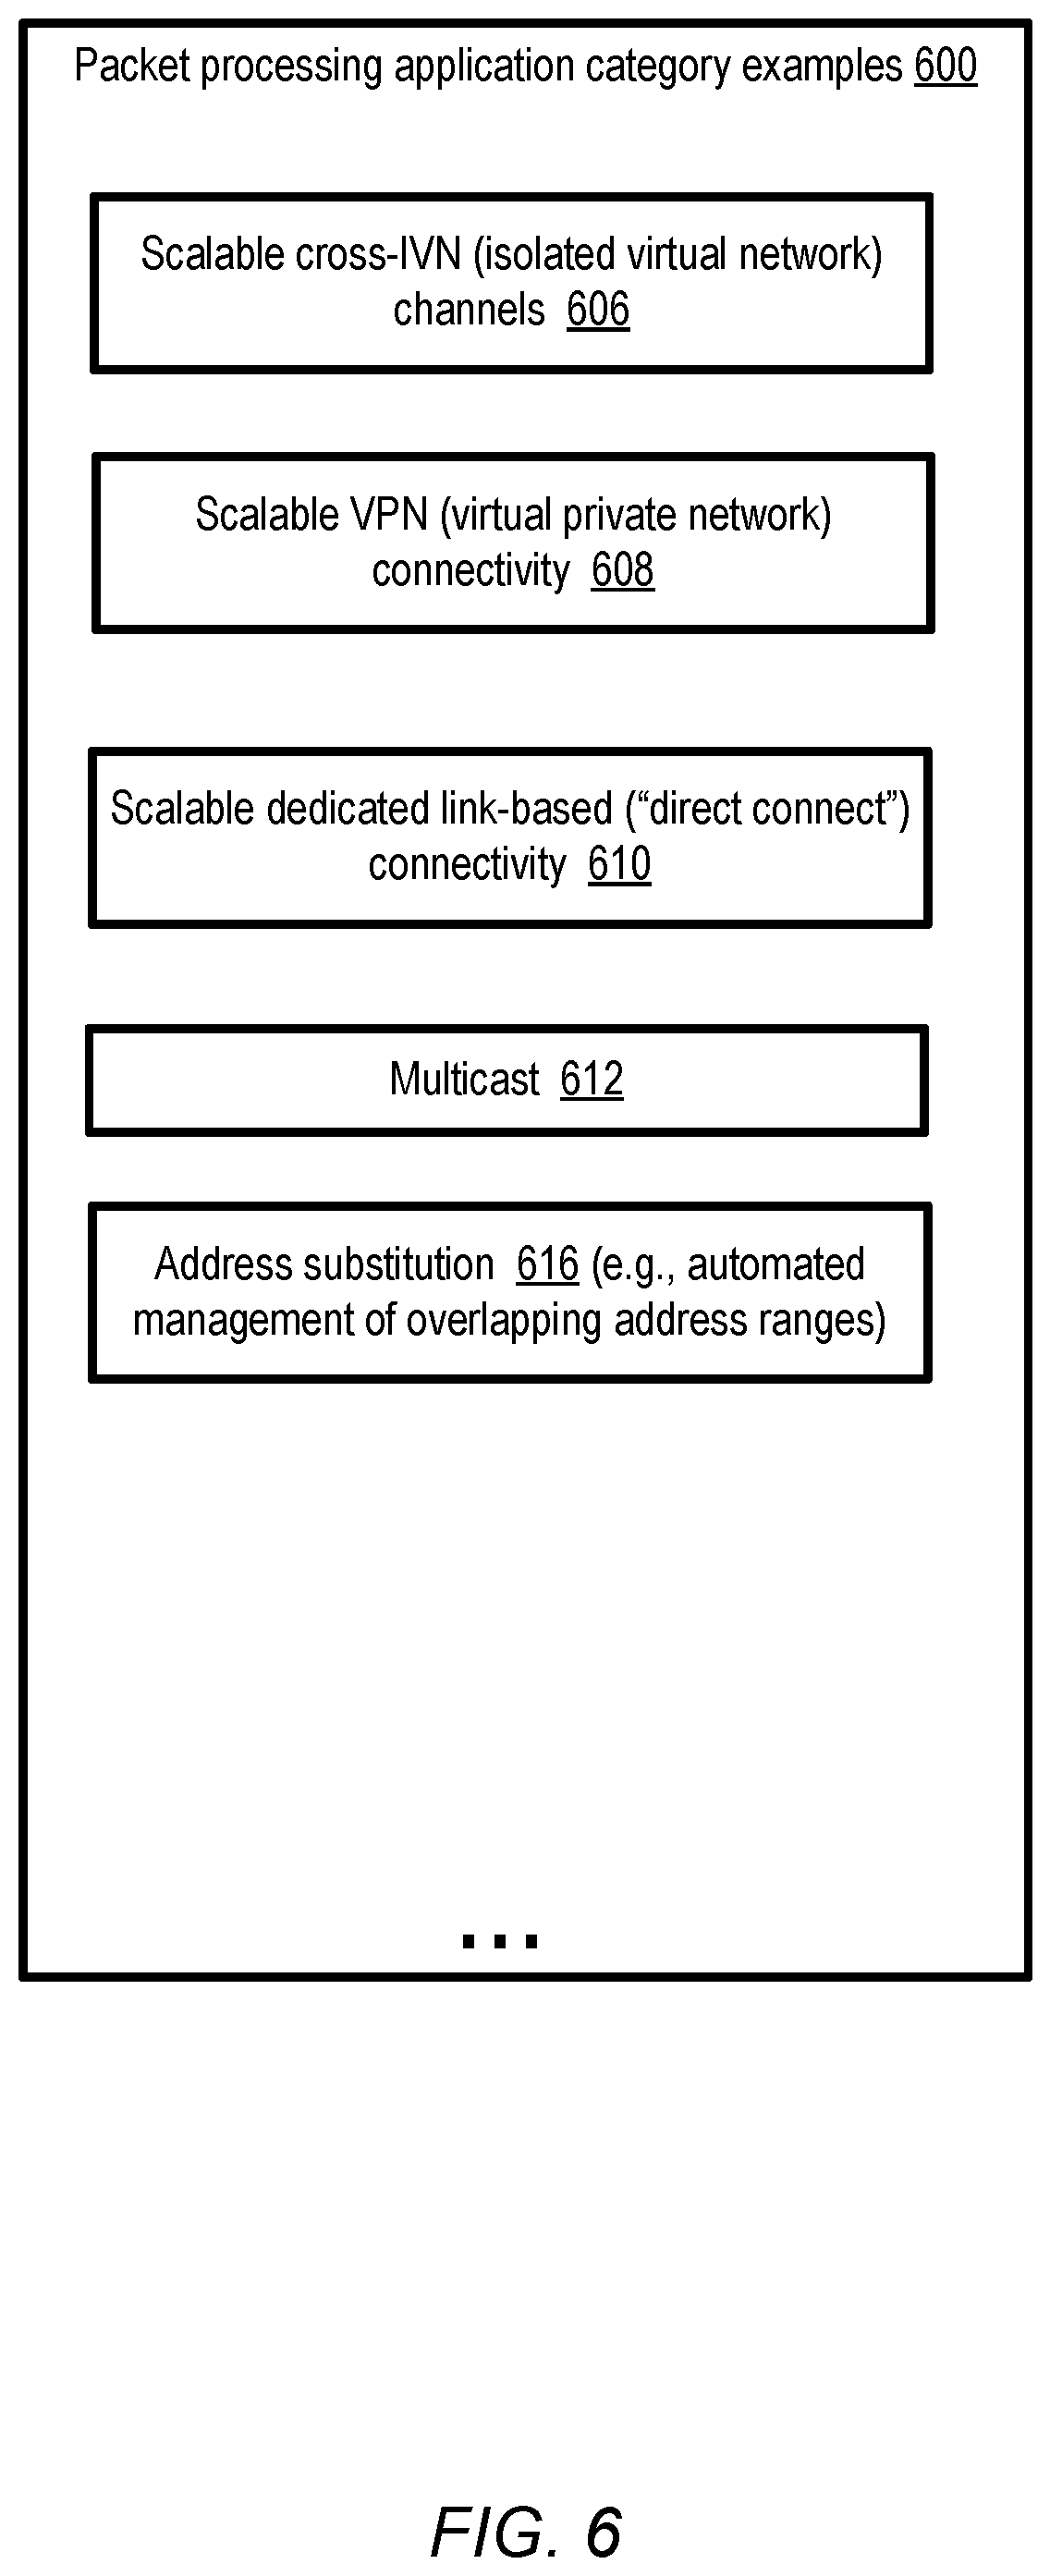 Packet processing application category examples 600
Scalable cross-IVN (isolated virtual network)
channels 606
Scalable VPN (virtual private network)
connectivity 608
Scalable dedicated link-based (“direct connect”)
connectivity 610
Multicast 612
Address substitution 616 (e.g., automated
management of overlapping address ranges)
...
FIG. 6